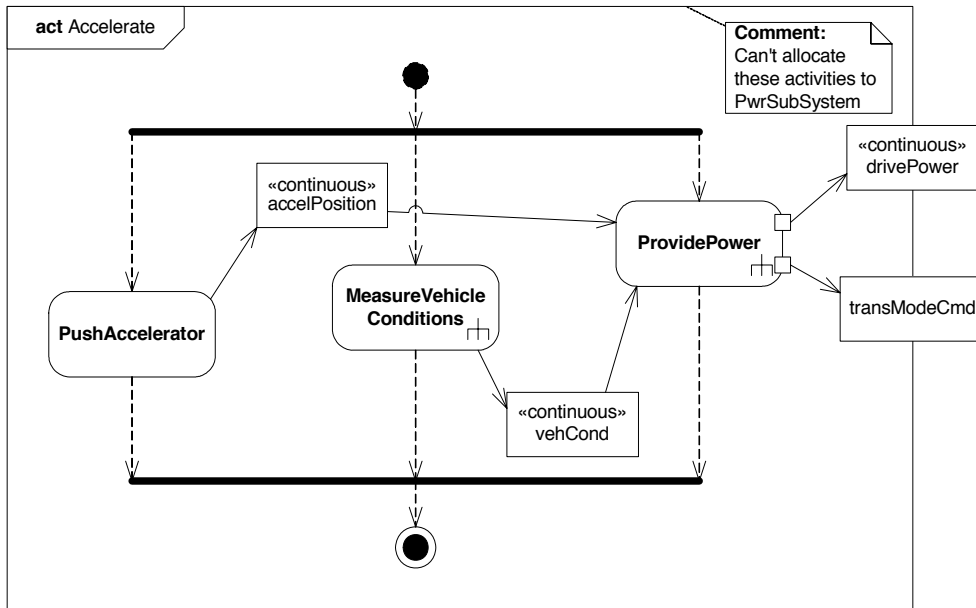 act Accelerate
Comment:
Can't allocate
these activities to
PwrSubSystem
«continuous»
drivePower
«continuous»
accelPosition
ProvidePower
MeasureVehicle
Conditions
PushAccelerator
transModeCmd
«continuous»
vehCond